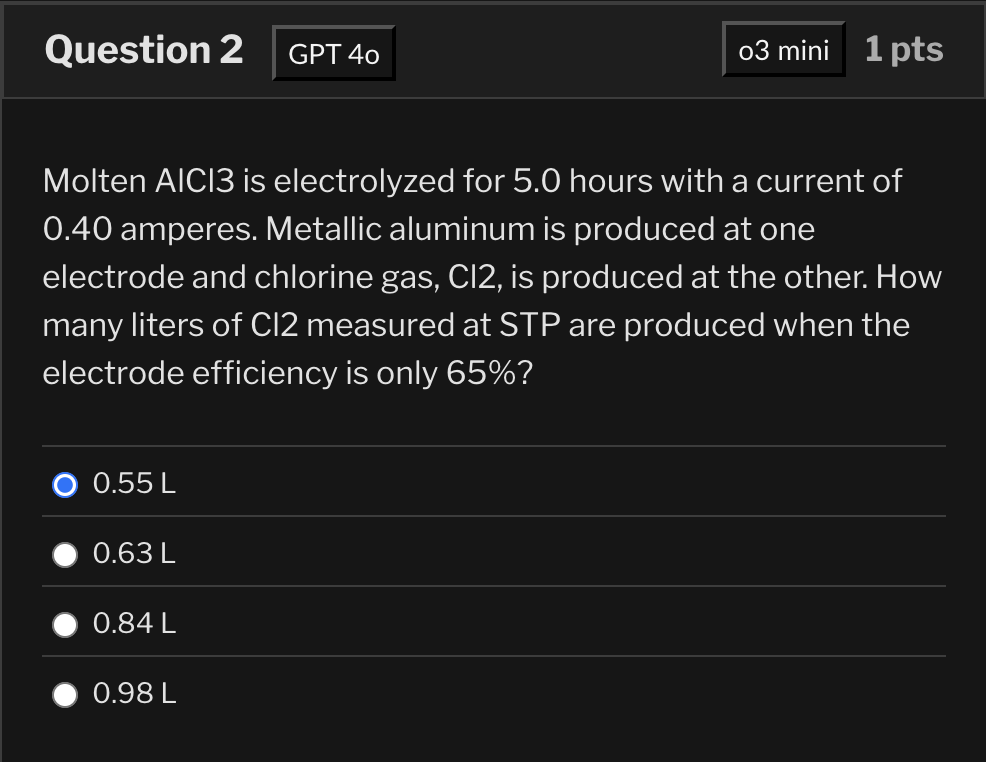 Question 2 GPT 4o o3 mini 1 pts
Molten AlCl3 is electrolyzed for 5.0 hours with a current of
0.40 amperes. Metallic aluminum is produced at one
electrode and chlorine gas, Cl2, is produced at the other. How
many liters of Cl2 measured at STP are produced when the
electrode efficiency is only 65%?
0.55 L
0.63 L
0.84 L
0.98 L